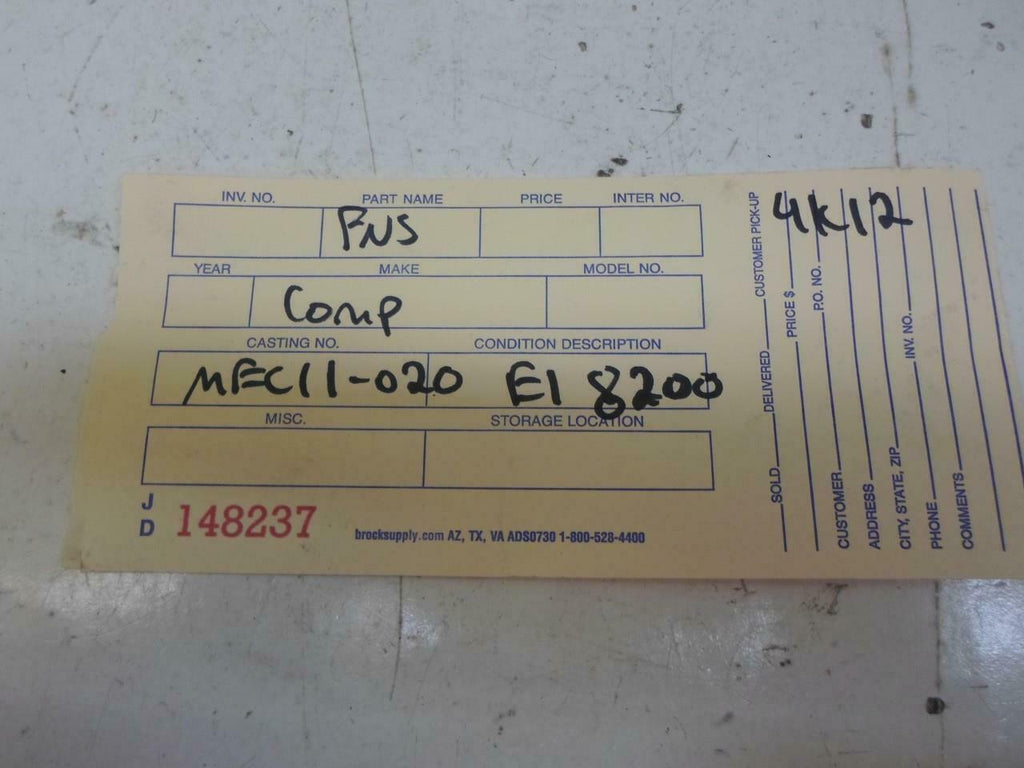 INV. NO. PART NAME PRICE INTER NO.
PNS
YEAR MAKE MODEL NO.
Comp
CASTING NO. CONDITION DESCRIPTION
MFC11-020 E1 8200
MISC. STORAGE LOCATION
J
D 148237
brocksupply.com AZ, TX, VA ADS0730 1-800-528-4400
4K12
SOLD DELIVERED CUSTOMER PICK-UP
PRICE $
P.O. NO.
CUSTOMER
ADDRESS
CITY, STATE, ZIP
INV. NO.
PHONE
COMMENTS